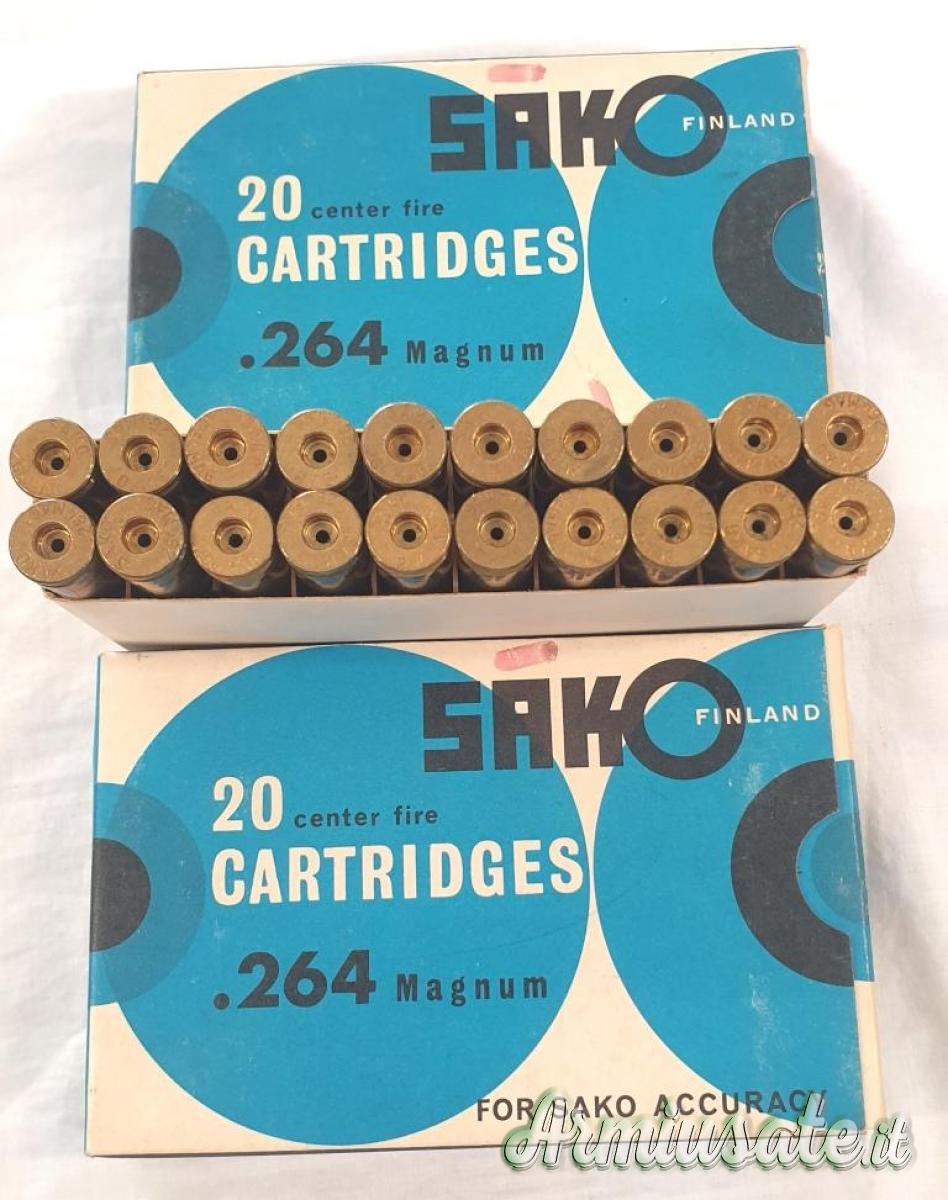 SAKO FINLAND
20 center fire
CARTRIDGES
.264 Magnum
SAKO FINLAND
20 center fire
CARTRIDGES
.264 Magnum
FOR SAKO ACCURACY
Armiusate.it